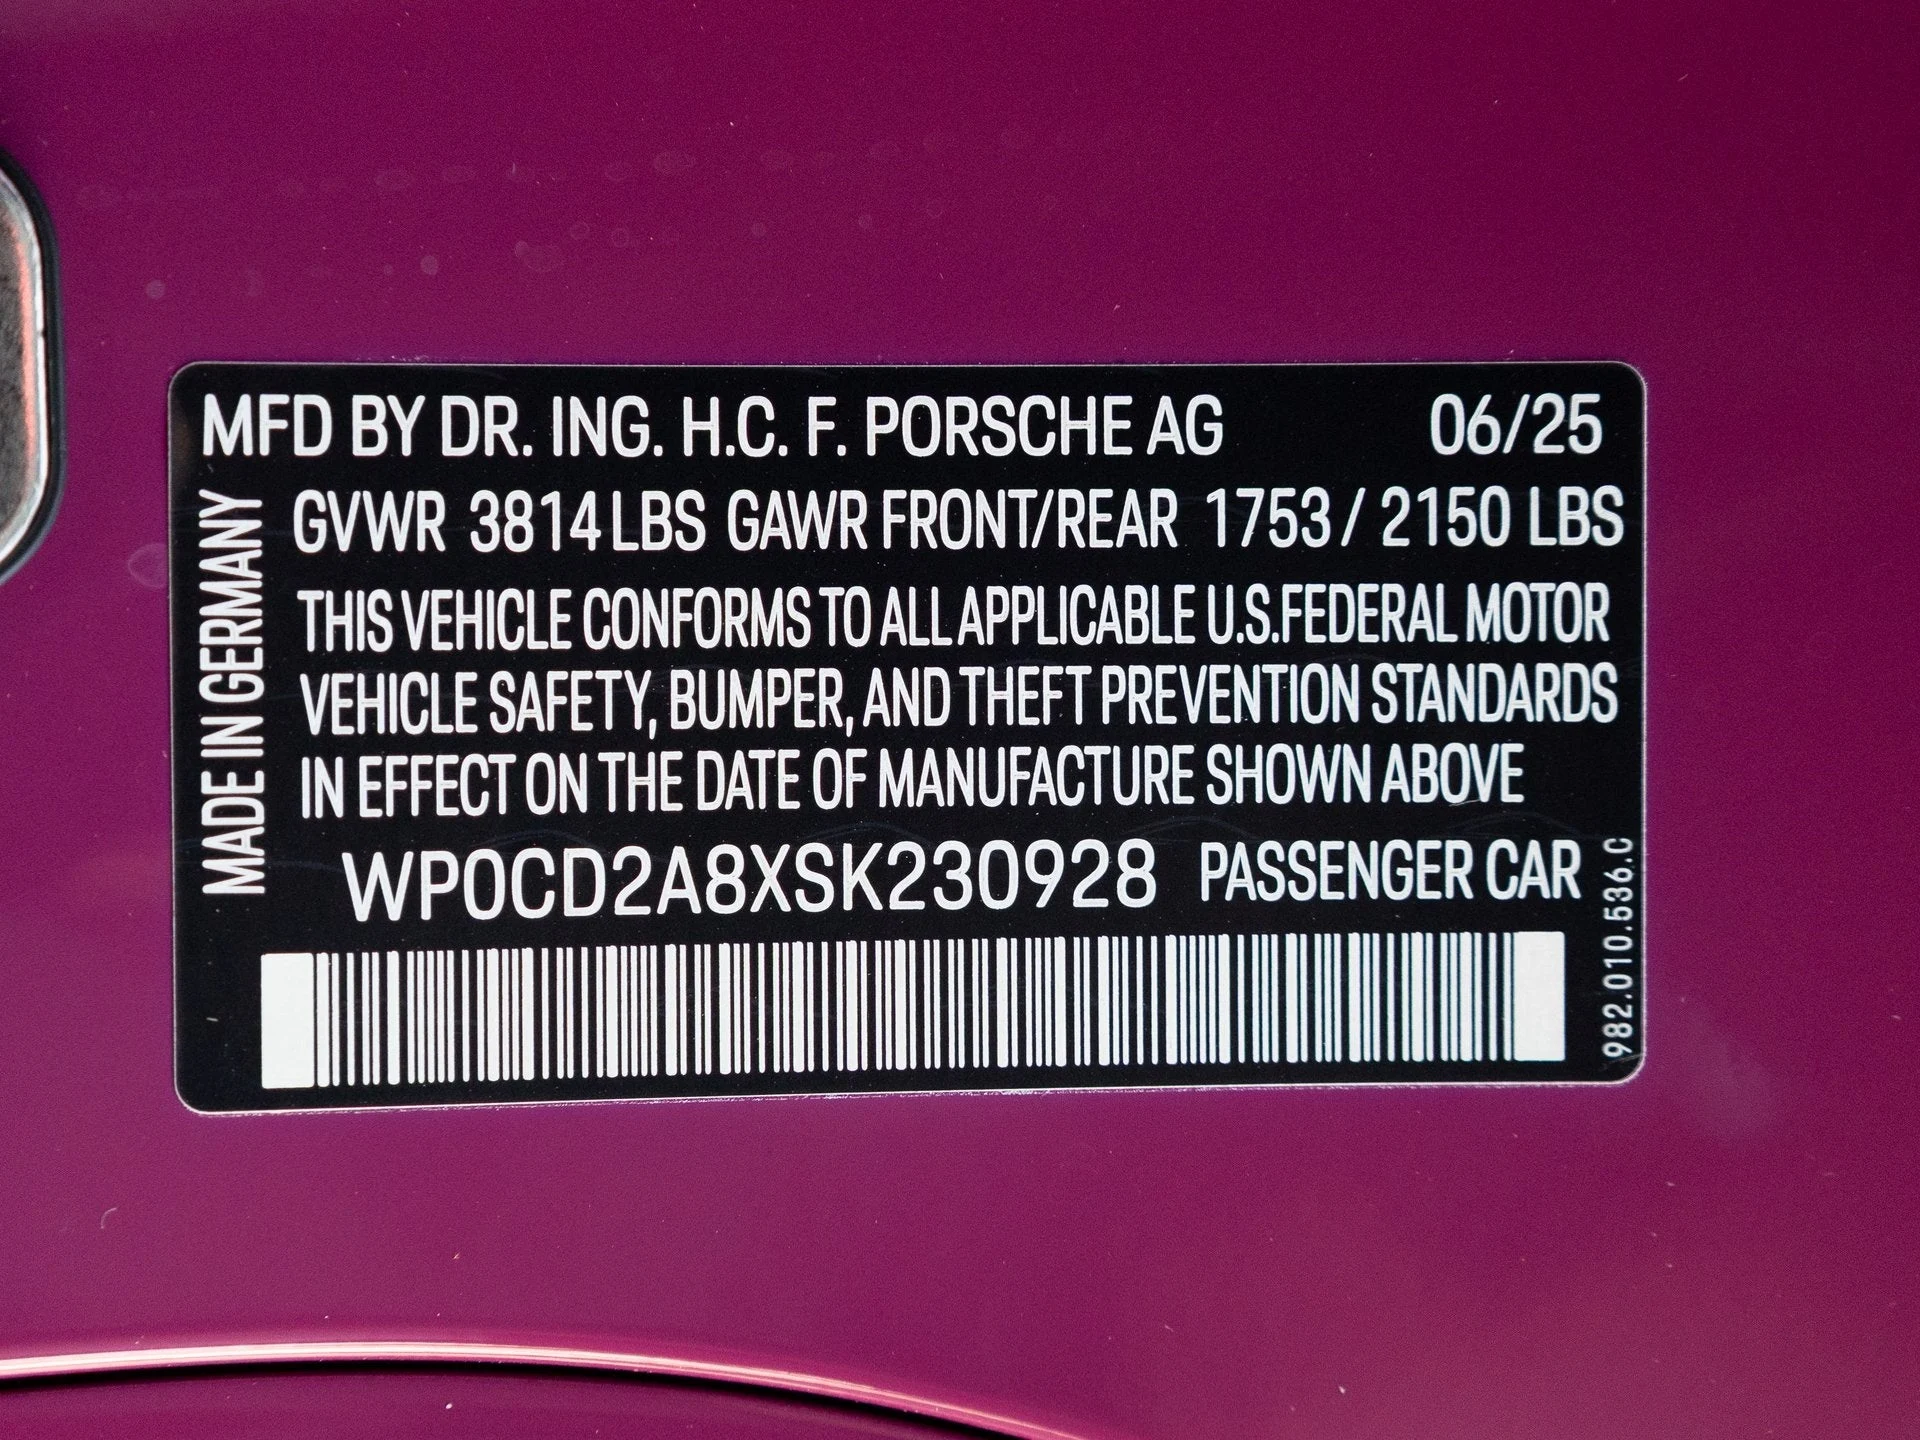 MFD BY DR. ING. H.C. F. PORSCHE AG 06/25
GVWR 3814 LBS GAWR FRONT/REAR 1753 / 2150 LBS
THIS VEHICLE CONFORMS TO ALL APPLICABLE U.S.FEDERAL MOTOR
VEHICLE SAFETY, BUMPER, AND THEFT PREVENTION STANDARDS
IN EFFECT ON THE DATE OF MANUFACTURE SHOWN ABOVE
WP0CD2A8XSK230928 PASSENGER CAR
MADE IN GERMANY
982.010.536.C